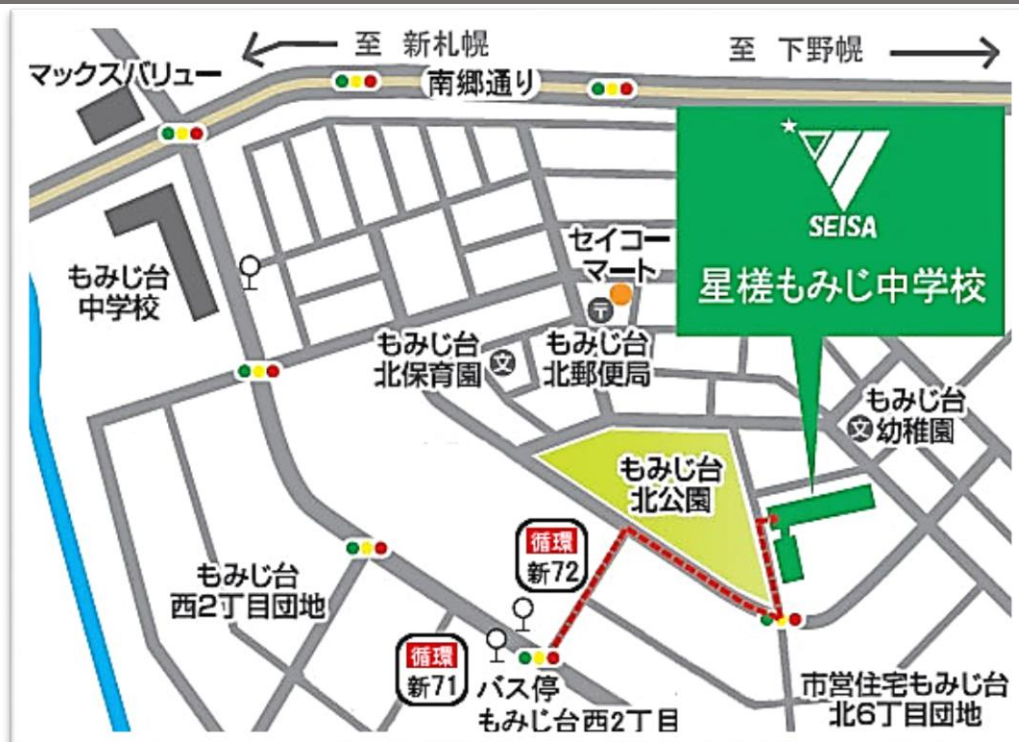 至 新札幌
至 下野幌
マックスバリュー
南郷通り
SEISA
星槎もみじ中学校
セイコー
マート
もみじ台
中学校
もみじ台
北保育園
文
〒
もみじ台
北郵便局
もみじ台
文 幼稚園
もみじ台
北公園
循環
新72
もみじ台
西2丁目団地
循環
新71
バス停
もみじ台西2丁目
市営住宅もみじ台
北6丁目団地